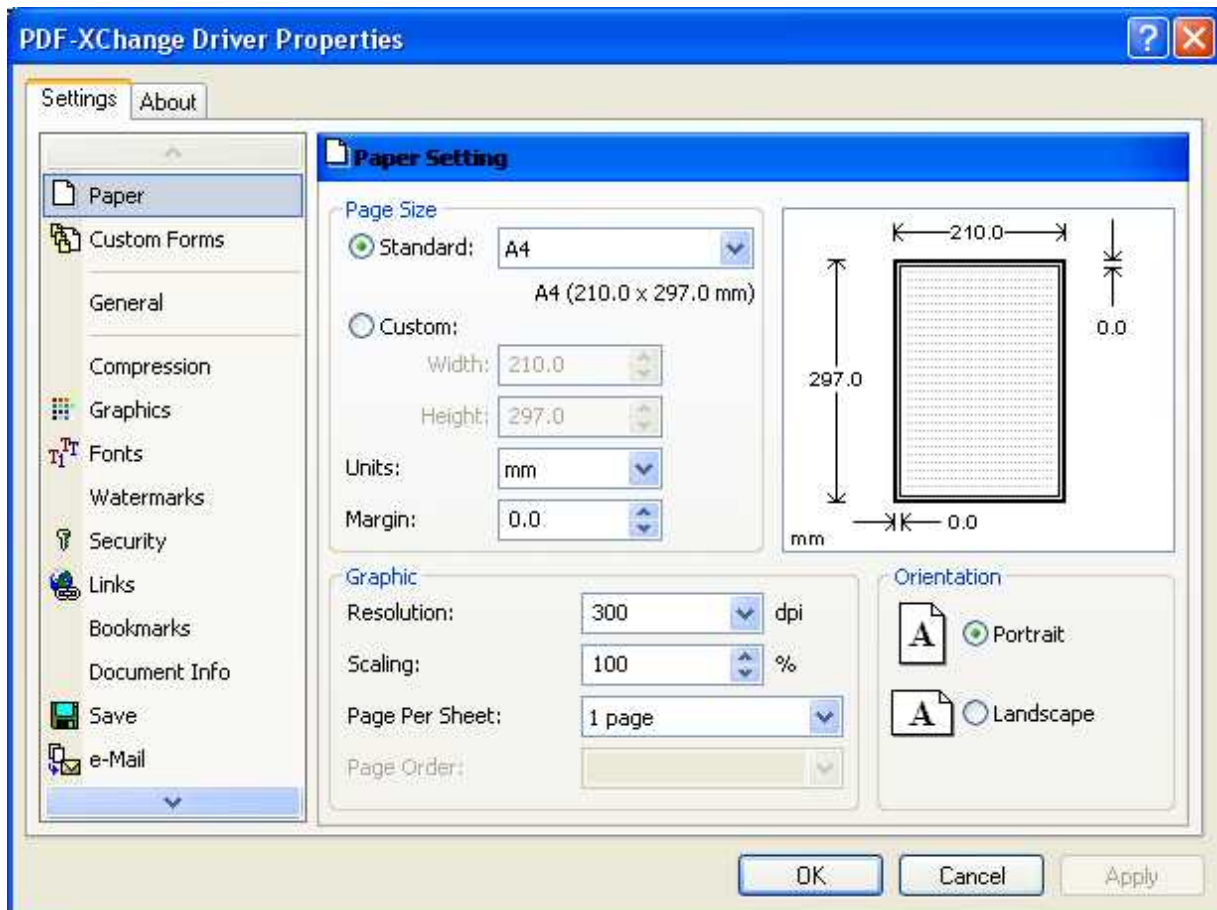 PDF-XChange Driver Properties
Settings
About
Paper
Custom Forms
General
Compression
Graphics
Fonts
Watermarks
Security
Links
Bookmarks
Document Info
Save
e-Mail
Paper Setting
Page Size
Standard: A4
A4 (210.0 x 297.0 mm)
Custom:
Width: 210.0
Height: 297.0
Units: mm
Margin: 0.0
210.0
0.0
297.0
0.0
mm
Graphic
Resolution: 300 dpi
Scaling: 100 %
Page Per Sheet: 1 page
Page Order:
Orientation
A Portrait
A Landscape
OK
Cancel
Apply